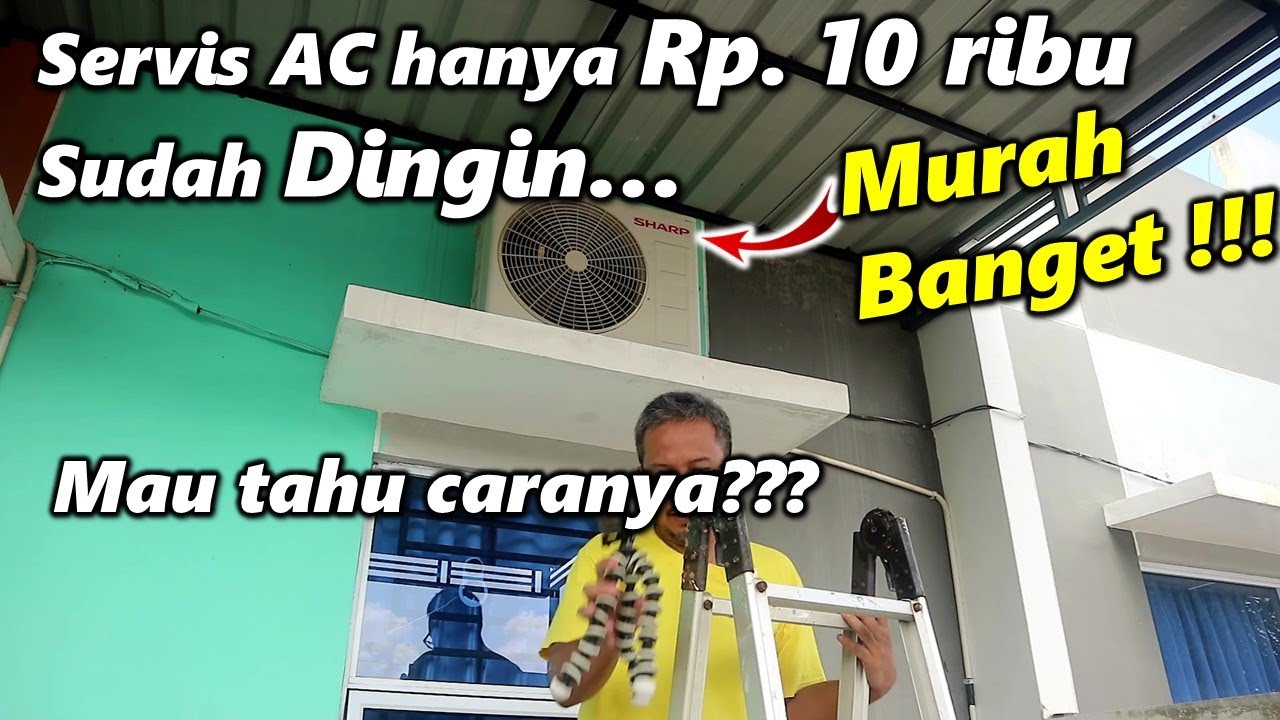 Servis AC hanya Rp. 10 ribu
Sudah Dingin...
Murah
Banget !!!
SHARP
Mau tahu caranya???